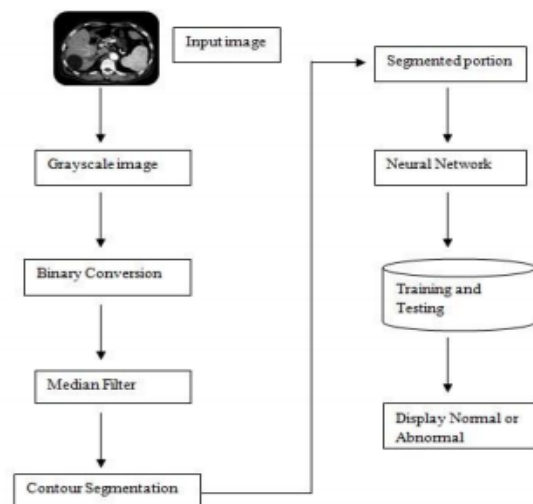 Input image
Grayscale image
Binary Conversion
Median Filter
Contour Segmentation
Segmented portion
Neural Network
Training and
Testing
Display Normal or
Abnormal